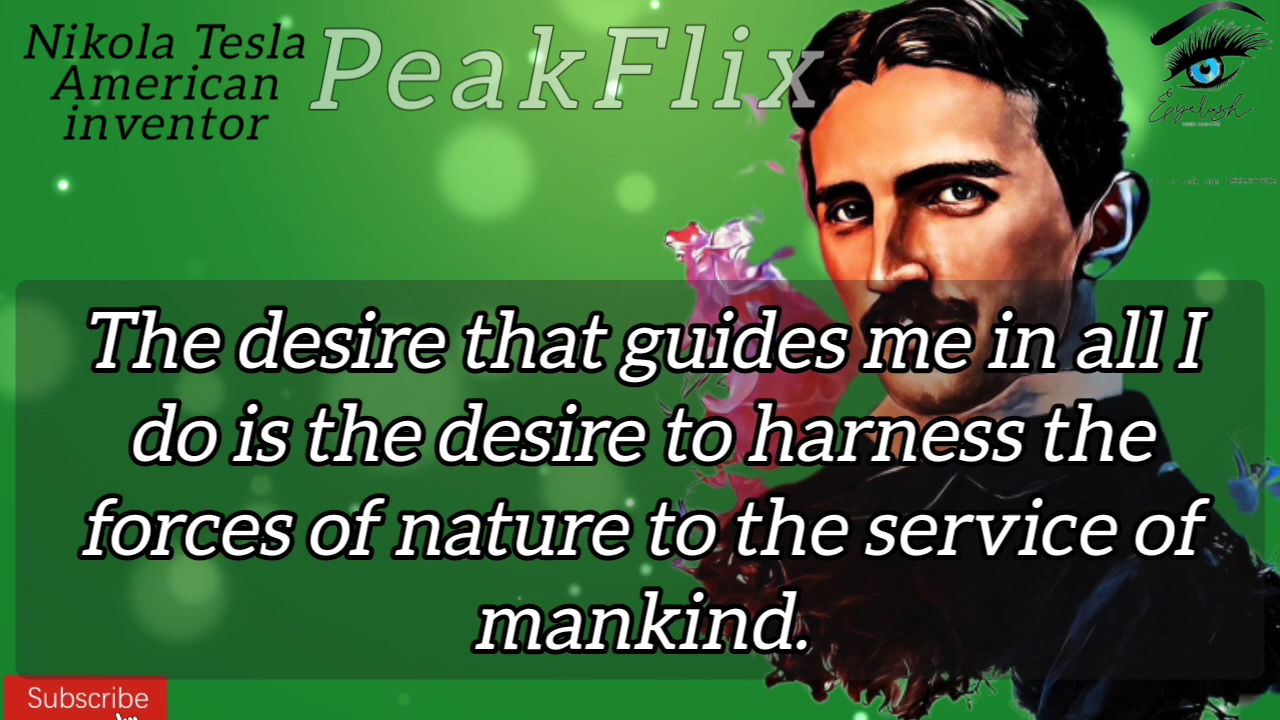 Nikola Tesla
American
inventor
PeakFlix
Eyelash
The desire that guides me in all I
do is the desire to harness the
forces of nature to the service of
mankind.
Subscribe